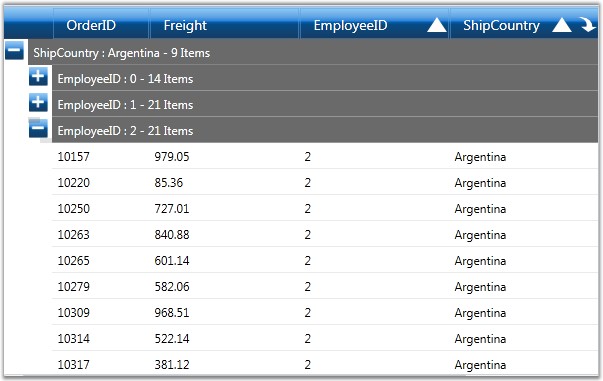 OrderID Freight EmployeeID ShipCountry
ShipCountry : Argentina - 9 Items
EmployeeID : 0 - 14 Items
EmployeeID : 1 - 21 Items
EmployeeID : 2 - 21 Items
10157 979.05 2 Argentina
10220 85.36 2 Argentina
10250 727.01 2 Argentina
10263 840.88 2 Argentina
10265 601.14 2 Argentina
10279 582.06 2 Argentina
10309 968.51 2 Argentina
10314 522.14 2 Argentina
10317 381.12 2 Argentina